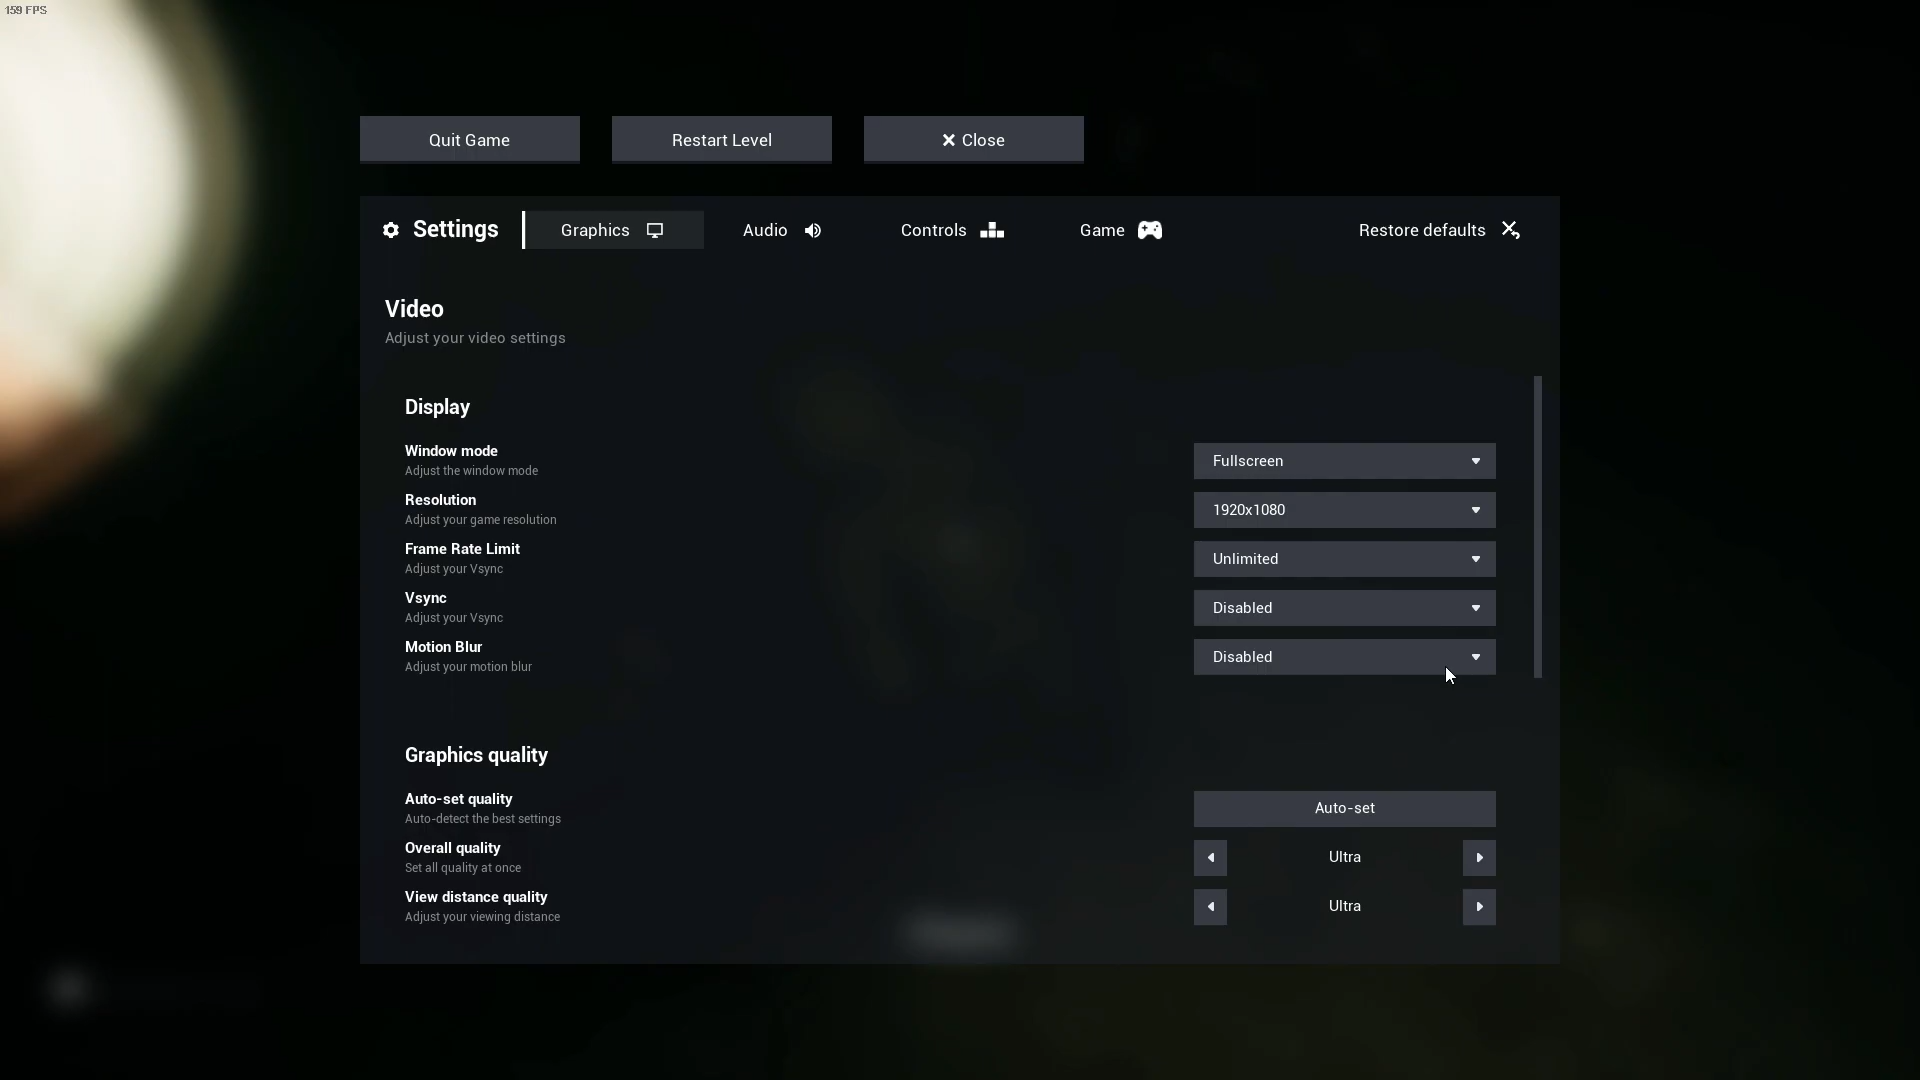 159 FPS
Quit Game
Restart Level
Close
Settings
Graphics
Audio
Controls
Game
Restore defaults
Video
Adjust your video settings
Display
Window mode
Adjust the window mode
Fullscreen
Resolution
Adjust your game resolution
1920x1080
Frame Rate Limit
Adjust your Vsync
Unlimited
Vsync
Adjust your Vsync
Disabled
Motion Blur
Adjust your motion blur
Disabled
Graphics quality
Auto-set quality
Auto-detect the best settings
Auto-set
Overall quality
Set all quality at once
Ultra
View distance quality
Adjust your viewing distance
Ultra